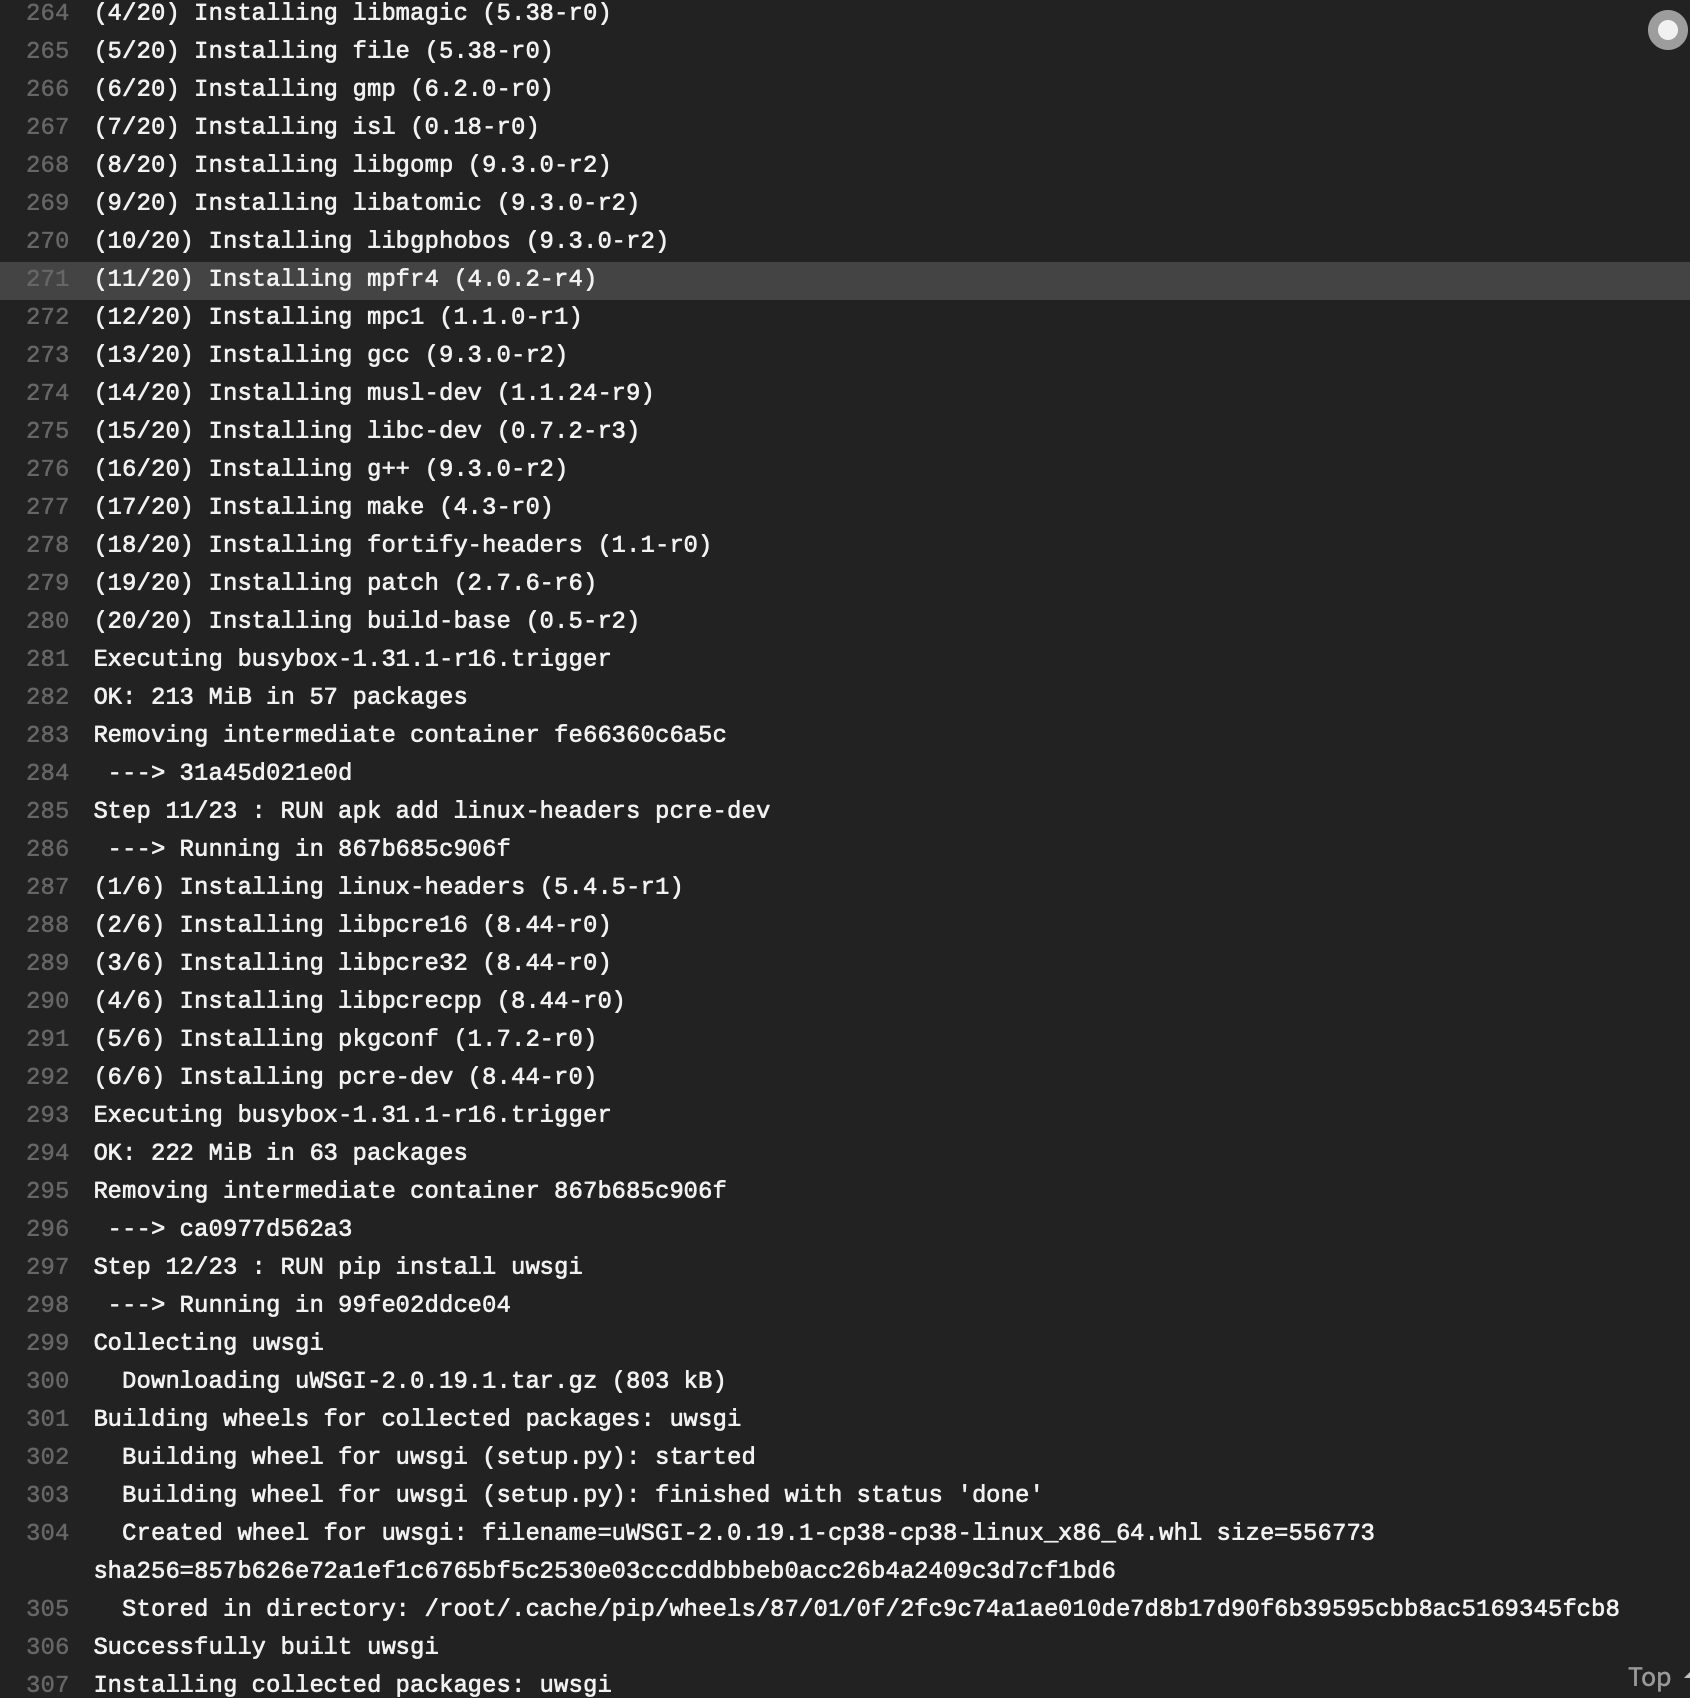 264 (4/20) Installing libmagic (5.38-r0)
265 (5/20) Installing file (5.38-r0)
266 (6/20) Installing gmp (6.2.0-r0)
267 (7/20) Installing isl (0.18-r0)
268 (8/20) Installing libgomp (9.3.0-r2)
269 (9/20) Installing libatomic (9.3.0-r2)
270 (10/20) Installing libgphobos (9.3.0-r2)
271 (11/20) Installing mpfr4 (4.0.2-r4)
272 (12/20) Installing mpc1 (1.1.0-r1)
273 (13/20) Installing gcc (9.3.0-r2)
274 (14/20) Installing musl-dev (1.1.24-r9)
275 (15/20) Installing libc-dev (0.7.2-r3)
276 (16/20) Installing g++ (9.3.0-r2)
277 (17/20) Installing make (4.3-r0)
278 (18/20) Installing fortify-headers (1.1-r0)
279 (19/20) Installing patch (2.7.6-r6)
280 (20/20) Installing build-base (0.5-r2)
281 Executing busybox-1.31.1-r16.trigger
282 OK: 213 MiB in 57 packages
283 Removing intermediate container fe66360c6a5c
284  ---> 31a45d021e0d
285 Step 11/23 : RUN apk add linux-headers pcre-dev
286  ---> Running in 867b685c906f
287 (1/6) Installing linux-headers (5.4.5-r1)
288 (2/6) Installing libpcre16 (8.44-r0)
289 (3/6) Installing libpcre32 (8.44-r0)
290 (4/6) Installing libpcrecpp (8.44-r0)
291 (5/6) Installing pkgconf (1.7.2-r0)
292 (6/6) Installing pcre-dev (8.44-r0)
293 Executing busybox-1.31.1-r16.trigger
294 OK: 222 MiB in 63 packages
295 Removing intermediate container 867b685c906f
296  ---> ca0977d562a3
297 Step 12/23 : RUN pip install uwsgi
298  ---> Running in 99fe02ddce04
299 Collecting uwsgi
300   Downloading uWSGI-2.0.19.1.tar.gz (803 kB)
301 Building wheels for collected packages: uwsgi
302   Building wheel for uwsgi (setup.py): started
303   Building wheel for uwsgi (setup.py): finished with status 'done'
304   Created wheel for uwsgi: filename=uWSGI-2.0.19.1-cp38-cp38-linux_x86_64.whl size=556773
sha256=857b626e72a1ef1c6765bf5c2530e03cccddbbbeb0acc26b4a2409c3d7cf1bd6
305   Stored in directory: /root/.cache/pip/wheels/87/01/0f/2fc9c74a1ae010de7d8b17d90f6b39595cbb8ac5169345fcb8
306 Successfully built uwsgi
307 Installing collected packages: uwsgi
Top